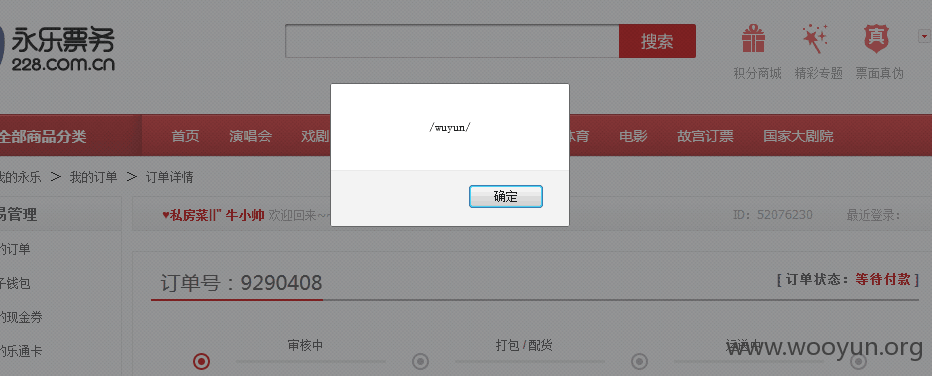 永乐票务
228.com.cn
搜索
积分商城 精彩专题 票面真伪
全部商品分类 首页 演唱会 戏剧 体育 电影 故宫订票 国家大剧院
/wuyun/
确定
我的永乐 > 我的订单 > 订单详情
易管理
♥私房菜||" 牛小帅 欢迎回来~~
ID: 52076230 最近登录:
的订单
子钱包
的现金券
的乐通卡
订单号:9290408
[ 订单状态:等待付款 ]
审核中 打包 / 配货
www.wooyun.org